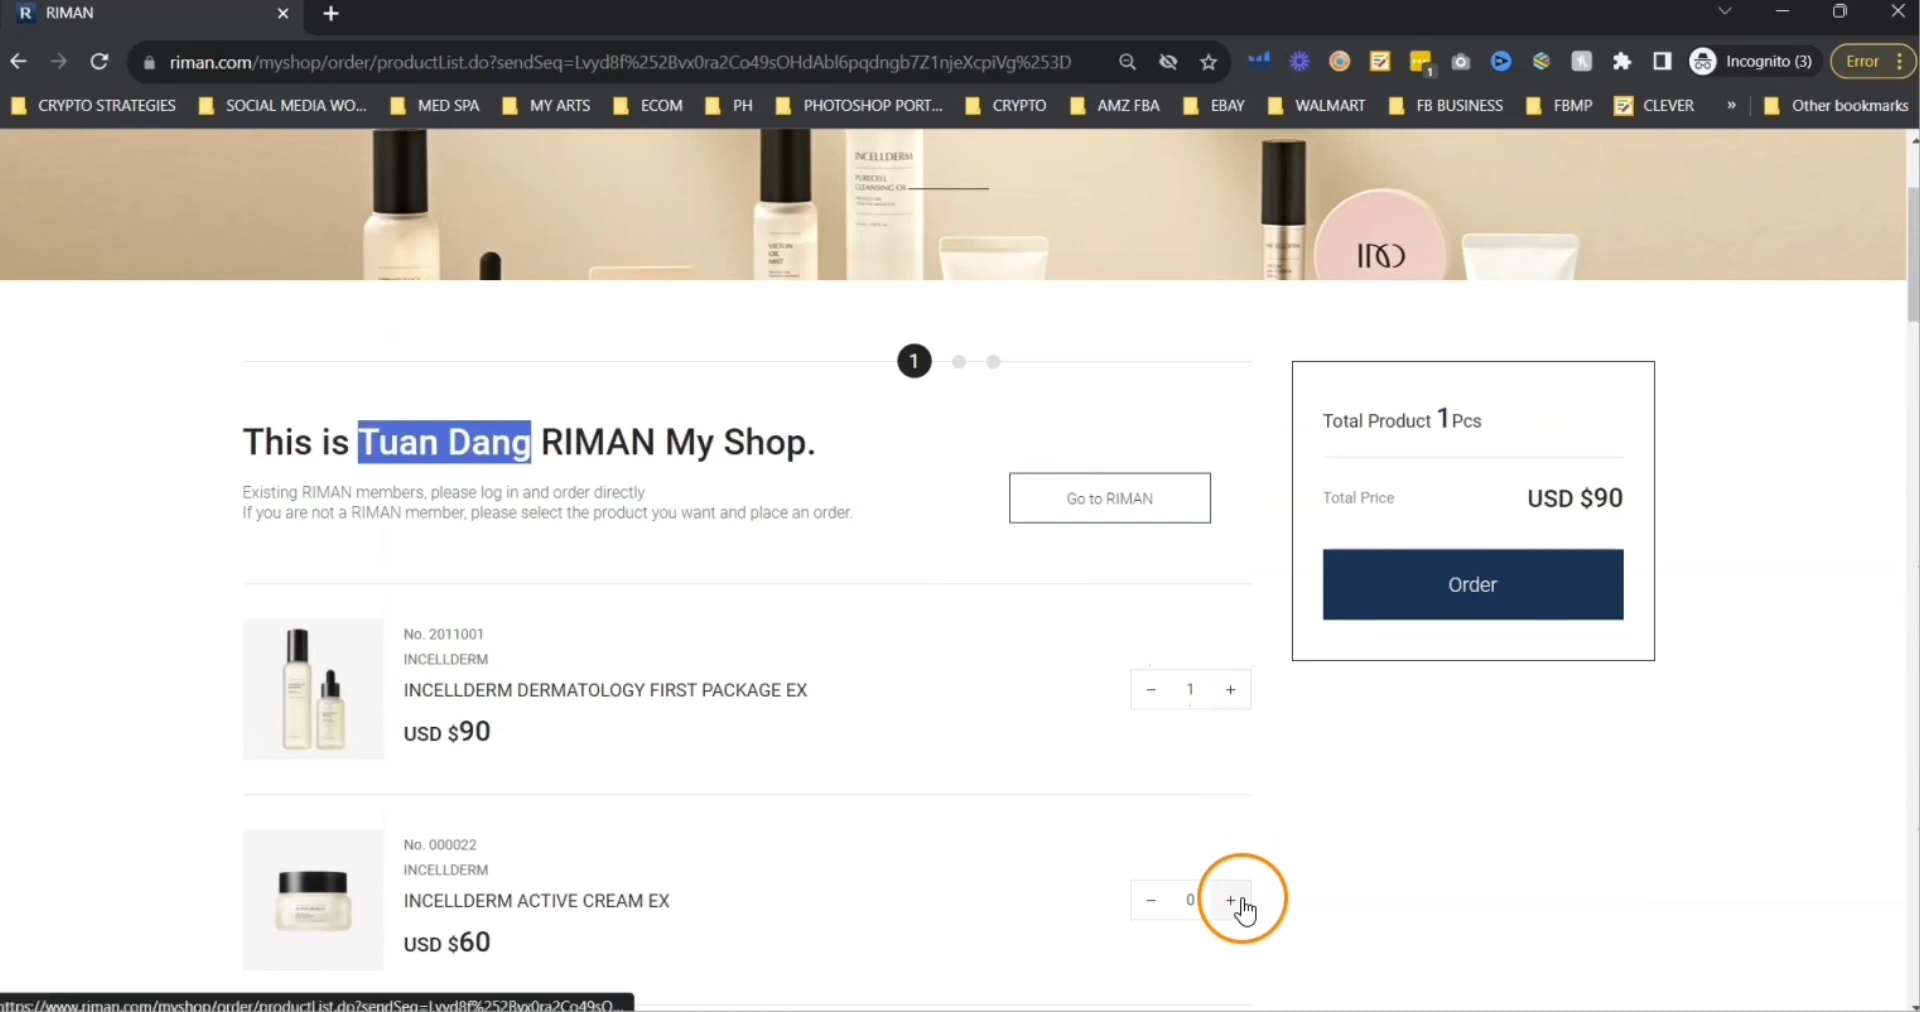 RIMAN
riman.com/myshop/order/productList.do?sendSeq=Lvyd8f%252Bvx0ra2Co49sOHdAbl6pqdngb7Z1njeXcpiVg%253D
1
Incognito (3)
Error
CRYPTO STRATEGIES
SOCIAL MEDIA WO...
MED SPA
MY ARTS
ECOM
PH
PHOTOSHOP PORT...
CRYPTO
AMZ FBA
EBAY
WALMART
FB BUSINESS
FBMP
CLEVER
»
Other bookmarks
INCELLDERM
PURECELL
CLEANSING OIL
1
This is Tuan Dang RIMAN My Shop.
Existing RIMAN members, please log in and order directly.
If you are not a RIMAN member, please select the product you want and place an order.
Go to RIMAN
Total Product 1 Pcs
Total Price USD $90
Order
No. 2011001
INCELLDERM
INCELLDERM DERMATOLOGY FIRST PACKAGE EX
USD $90
− 1 +
No. 000022
INCELLDERM
INCELLDERM ACTIVE CREAM EX
USD $60
− 0 +
https://www.riman.com/myshop/order/productList.do?sendSeq=Lvyd8f%252Bvx0ra2Co49sO...